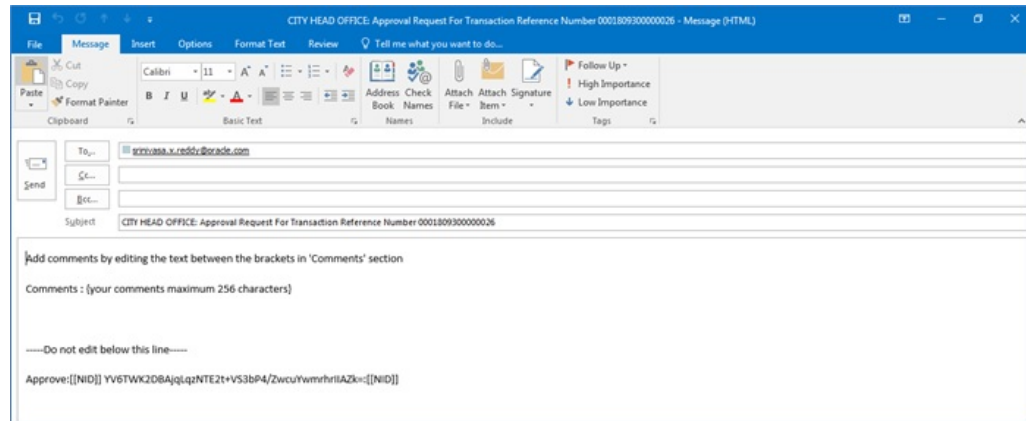 CITY HEAD OFFICE: Approval Request For Transaction Reference Number 0001809300000026 - Message (HTML)
File Message Insert Options Format Text Review Tell me what you want to do...
Paste
Cut
Copy
Format Painter
Clipboard
Calibri 11
B I U
Basic Text
Address Book
Check Names
Names
Attach File
Attach Item
Signature
Include
Follow Up
High Importance
Low Importance
Tags
Send
To...
srinivasa.x.reddy@oracle.com
Cc...
Bcc...
Subject
CITY HEAD OFFICE: Approval Request For Transaction Reference Number 0001809300000026
Add comments by editing the text between the brackets in 'Comments' section
Comments : {your comments maximum 256 characters}
-----Do not edit below this line-----
Approve:[[NID]] YV6TWK2DBAjqLqzNTE2t+VS3bP4/ZwcuYwmrhrIIAZk=:[[NID]]